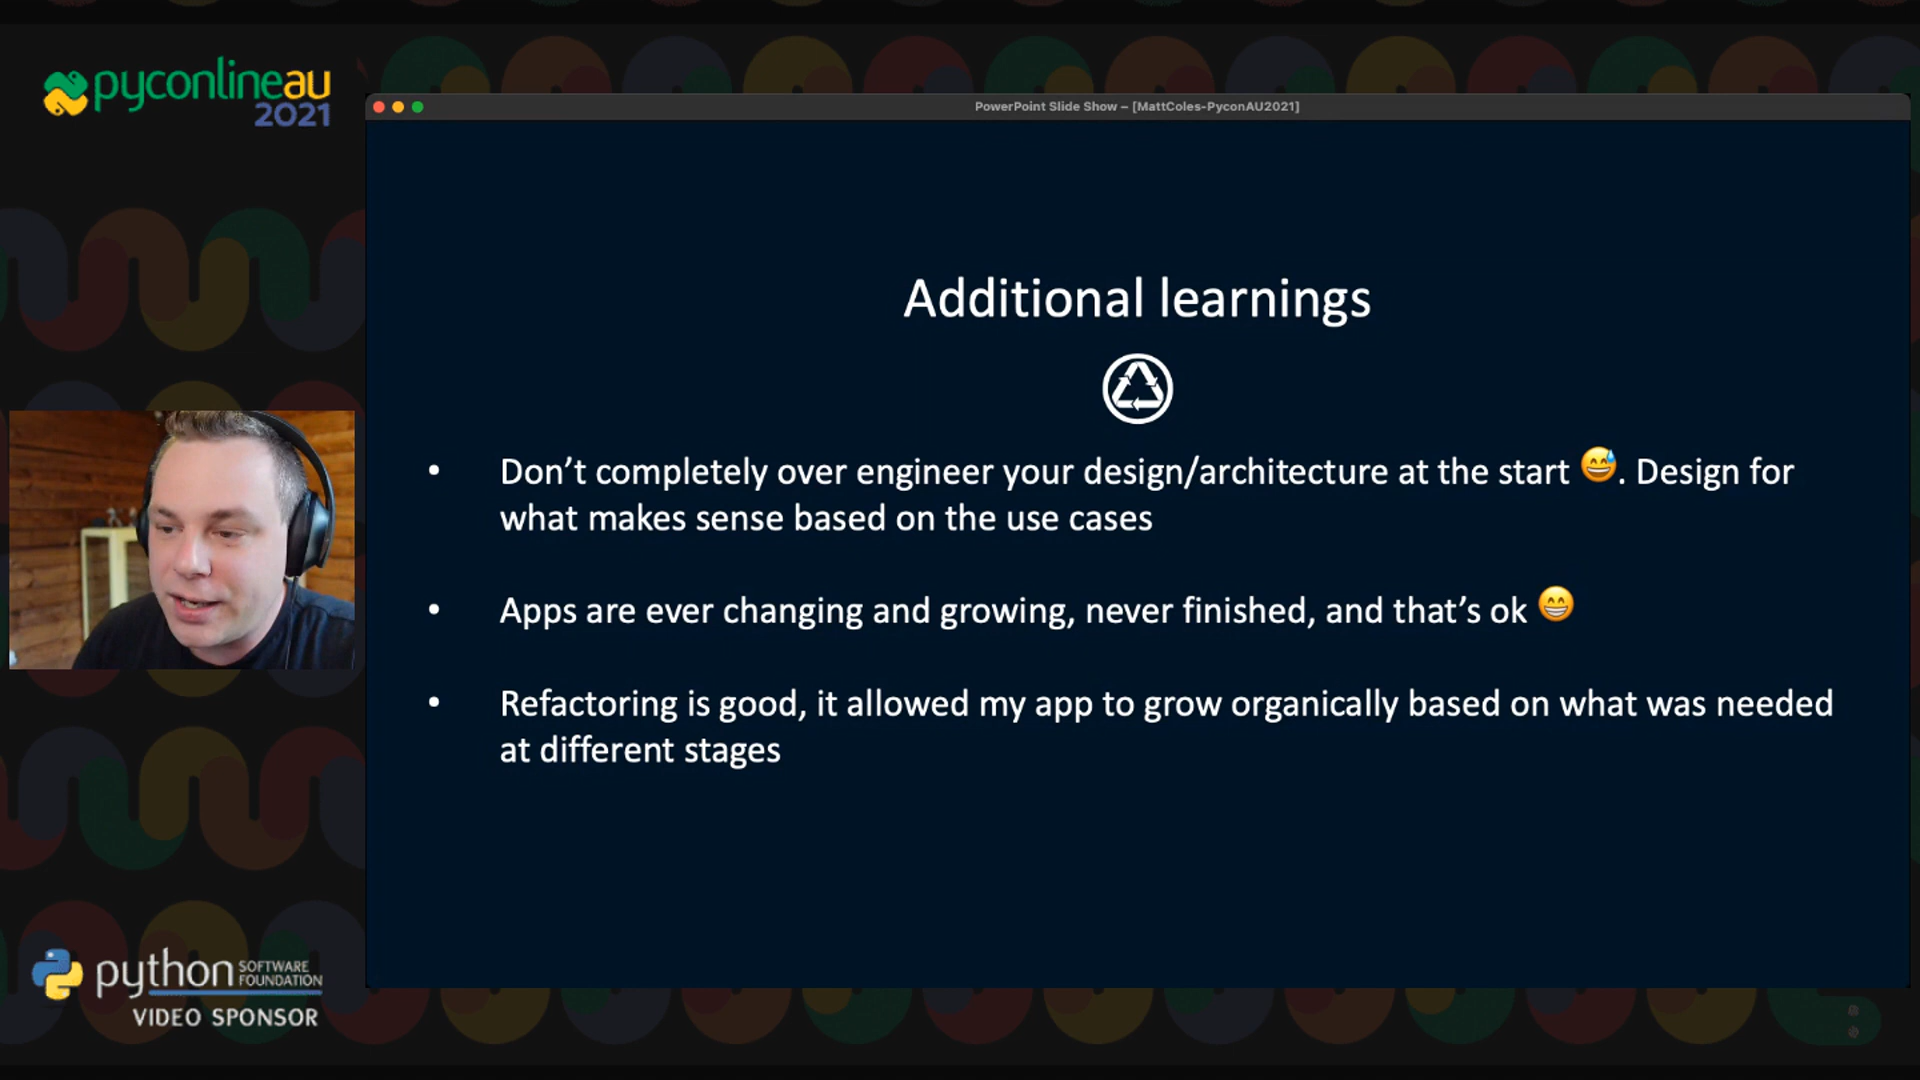 pyconlineau
2021
PowerPoint Slide Show – [MattColes-PyconAU2021]
Additional learnings
• Don’t completely over engineer your design/architecture at the start 😅. Design for
what makes sense based on the use cases
• Apps are ever changing and growing, never finished, and that’s ok 😁
• Refactoring is good, it allowed my app to grow organically based on what was needed
at different stages
python SOFTWARE
FOUNDATION
VIDEO SPONSOR